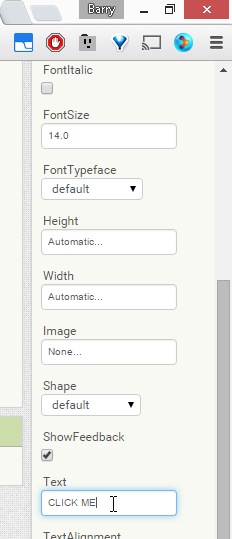 Barry
FontItalic
FontSize
14.0
FontTypeface
default
Height
Automatic...
Width
Automatic...
Image
None...
Shape
default
ShowFeedback
Text
CLICK ME
TextAlignment